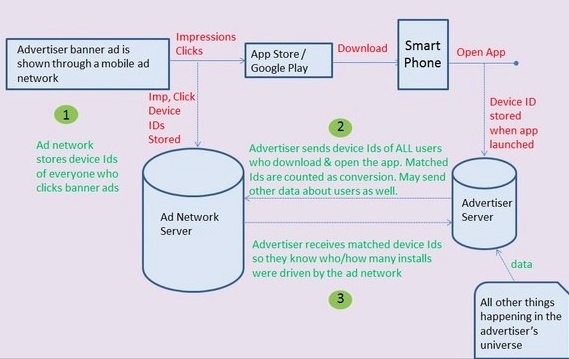 Advertiser banner ad is
shown through a mobile ad
network
Impressions
Clicks
App Store /
Google Play
Download
Smart
Phone
Open App
Imp, Click
Device
IDs
Stored
1
Ad network
stores device Ids
of everyone who
clicks banner ads
2
Advertiser sends device Ids of ALL users
who download & open the app. Matched
Ids are counted as conversion. May send
other data about users as well.
Device ID
stored
when app
launched
Ad Network
Server
Advertiser
Server
Advertiser receives matched device Ids
so they know who/how many installs
were driven by the ad network
3
data
All other things
happening in the
advertiser's
universe